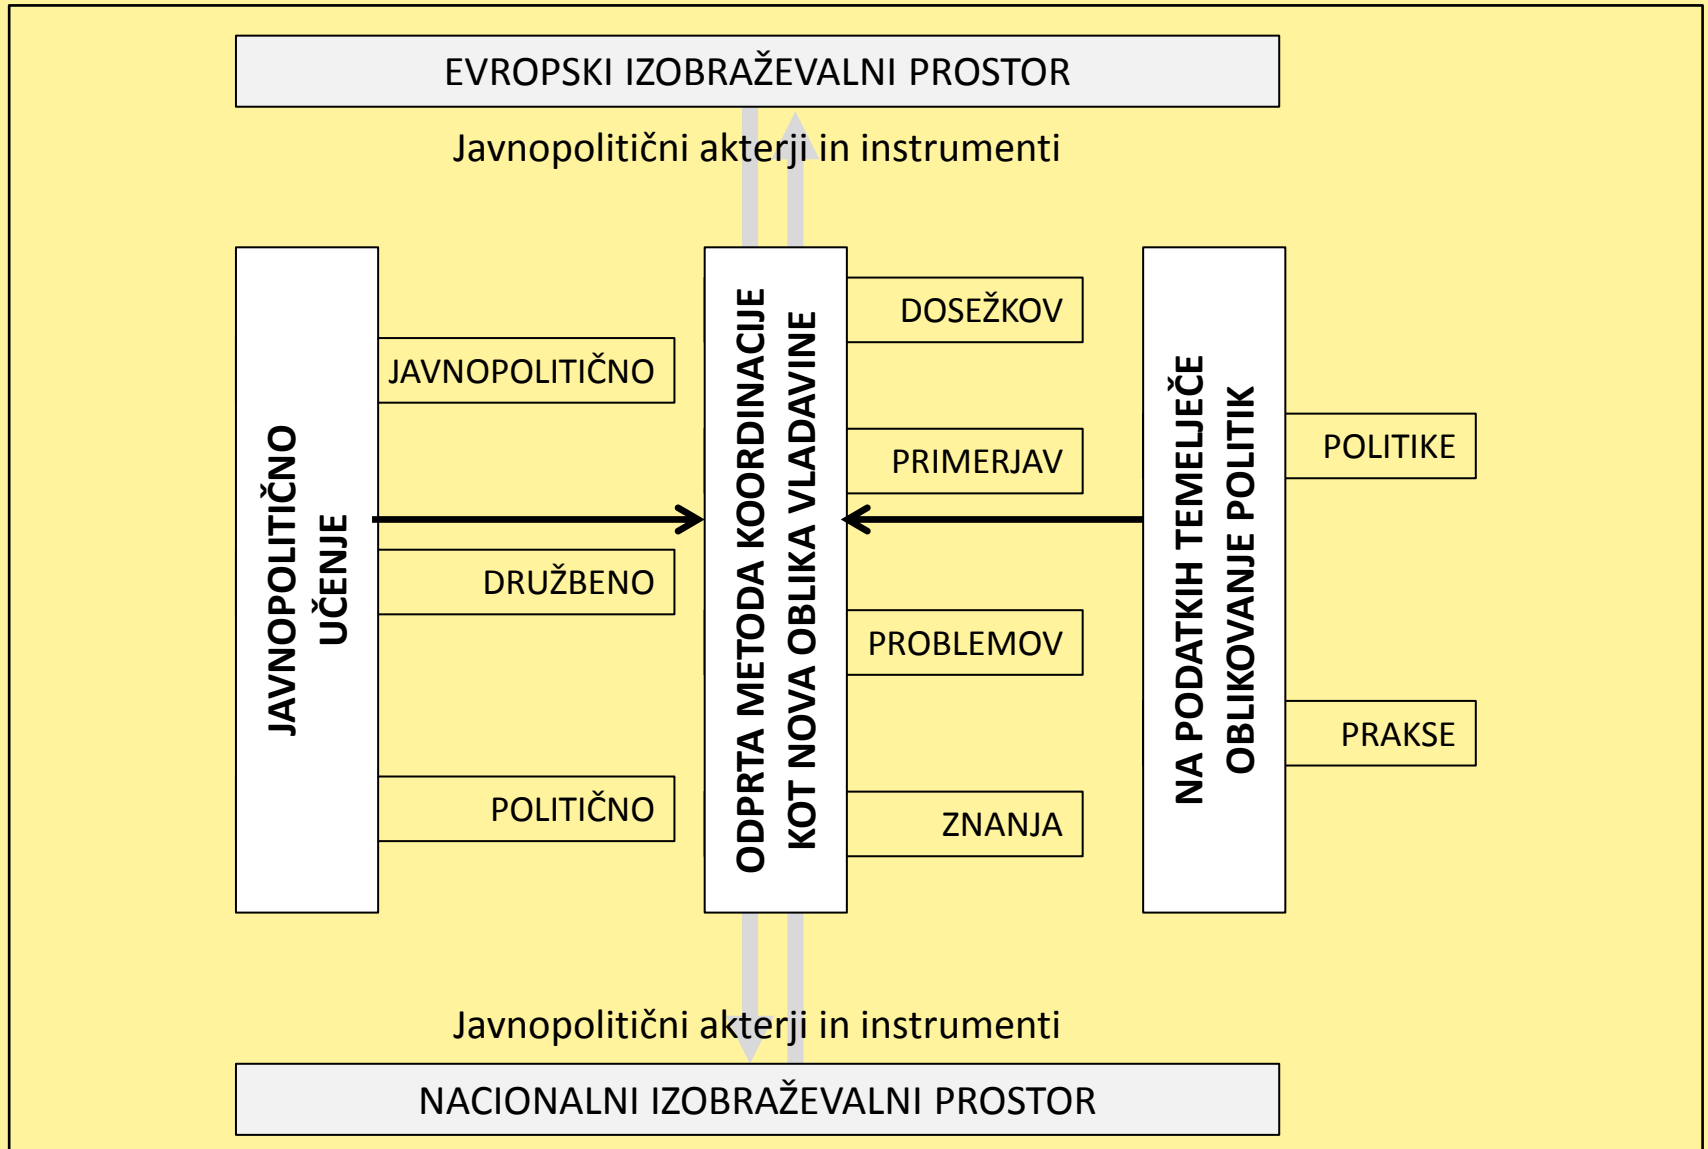 EVROPSKI IZOBRAŽEVALNI PROSTOR
Javnopolitični akterji in instrumenti
JAVNOPOLITIČNO
UČENJE
JAVNOPOLITIČNO
DRUŽBENO
POLITIČNO
ODPRTA METODA KOORDINACIJE
KOT NOVA OBLIKA VLADAVINE
DOSEŽKOV
PRIMERJAV
PROBLEMOV
ZNANJA
NA PODATKIH TEMELJEČE
OBLIKOVANJE POLITIK
POLITIKE
PRAKSE
Javnopolitični akterji in instrumenti
NACIONALNI IZOBRAŽEVALNI PROSTOR